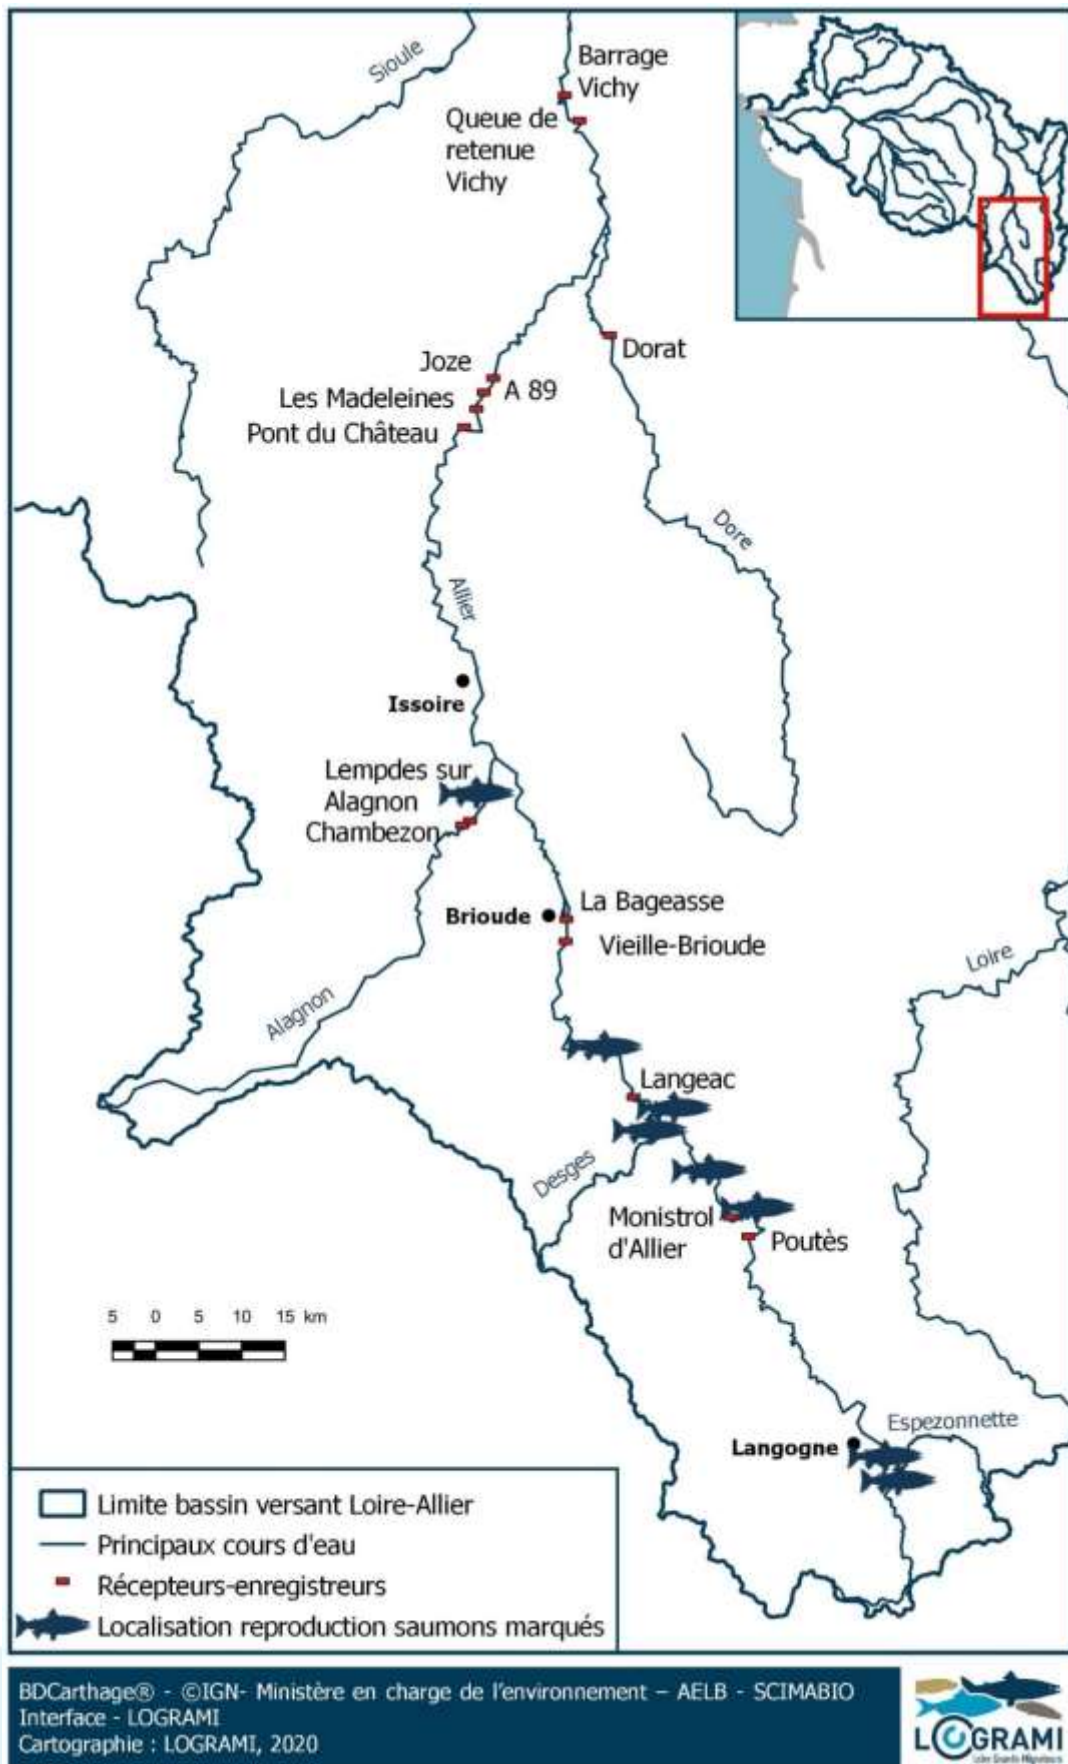 Sioule
Barrage
Vichy
Queue de
retenue
Vichy
Dorat
Joze
A 89
Les Madeleines
Pont du Château
Dore
Allier
Issoire
Lempdes sur
Alagnon
Chambezon
La Bageasse
Brioude
Vieille-Brioude
Loire
Alagnon
Langeac
Desges
Monistrol
d'Allier
Poutès
5 0 5 10 15 km
Espezonnette
Langogne
Limite bassin versant Loire-Allier
Principaux cours d'eau
Récepteurs-enregistreurs
Localisation reproduction saumons marqués
BDCarthage® - ©IGN- Ministère en charge de l'environnement – AELB - SCIMABIO
Interface - LOGRAMI
Cartographie : LOGRAMI, 2020
LOGRAMI
Loire Grands Migrateurs